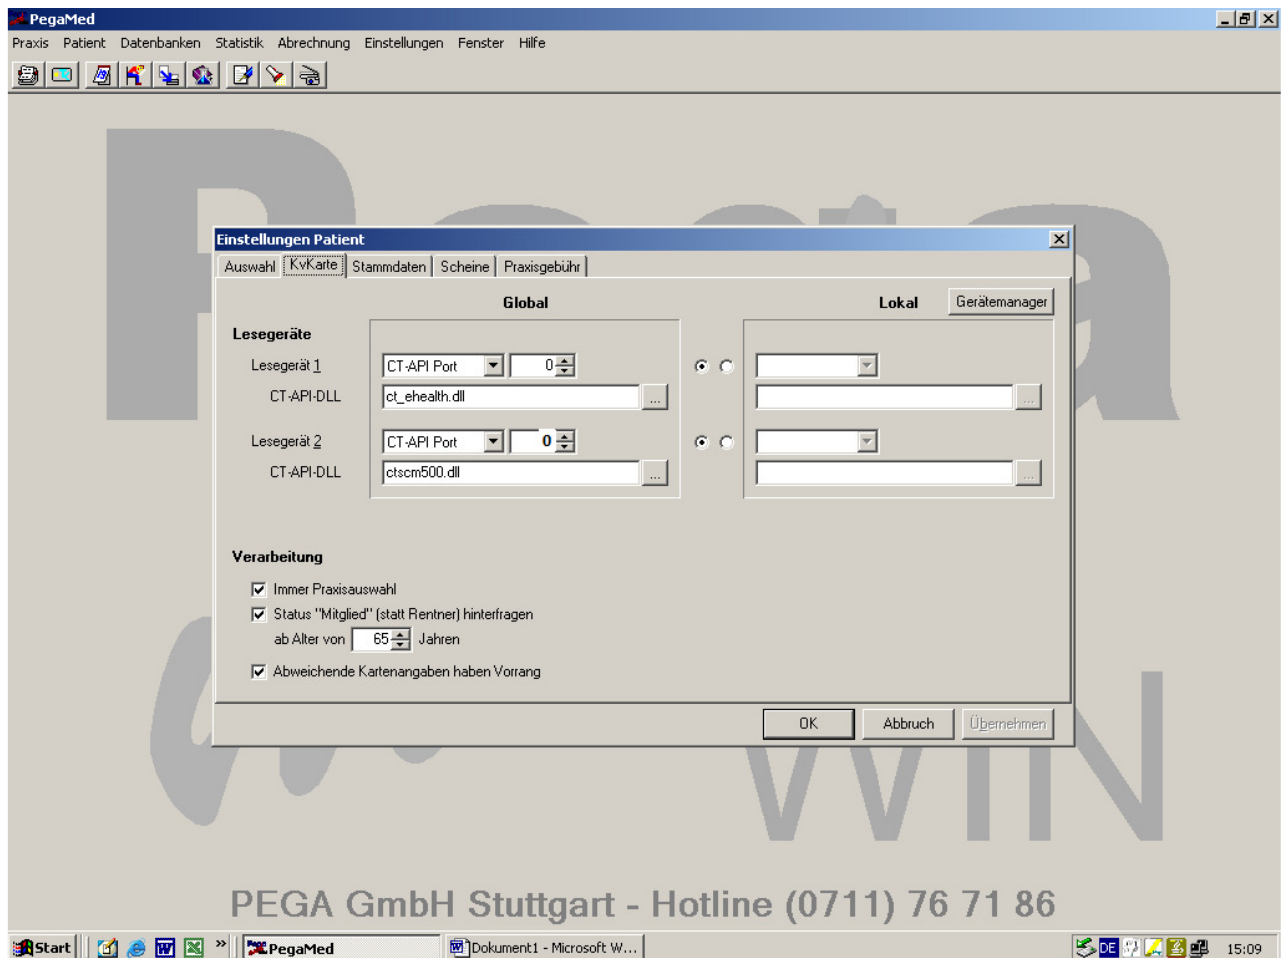 PegaMed
Praxis Patient Datenbanken Statistik Abrechnung Einstellungen Fenster Hilfe
Einstellungen Patient
Auswahl KvKarte Stammdaten Scheine Praxisgebühr
Global Lokal Gerätemanager
Lesegeräte
Lesegerät 1 CT-API Port 0
CT-API-DLL ct_ehealth.dll ... ...
Lesegerät 2 CT-API Port 0
CT-API-DLL ctscm500.dll ... ...
Verarbeitung
Immer Praxisauswahl
Status "Mitglied" (statt Rentner) hinterfragen
ab Alter von 65 Jahren
Abweichende Kartenangaben haben Vorrang
OK Abbruch Übernehmen
WIN
PEGA GmbH Stuttgart - Hotline (0711) 76 71 86
Start » PegaMed Dokument1 - Microsoft W... DE 15:09